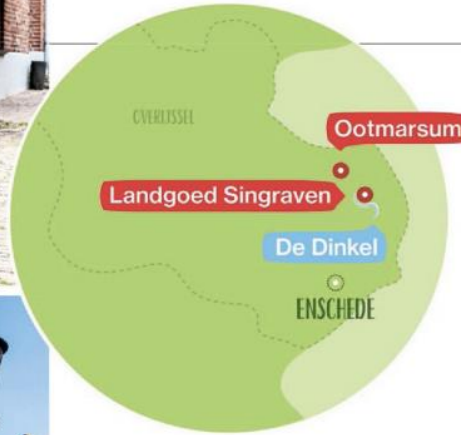 OVERIJSSEL
Ootmarsum
Landgoed Singraven
De Dinkel
ENSCHEDE